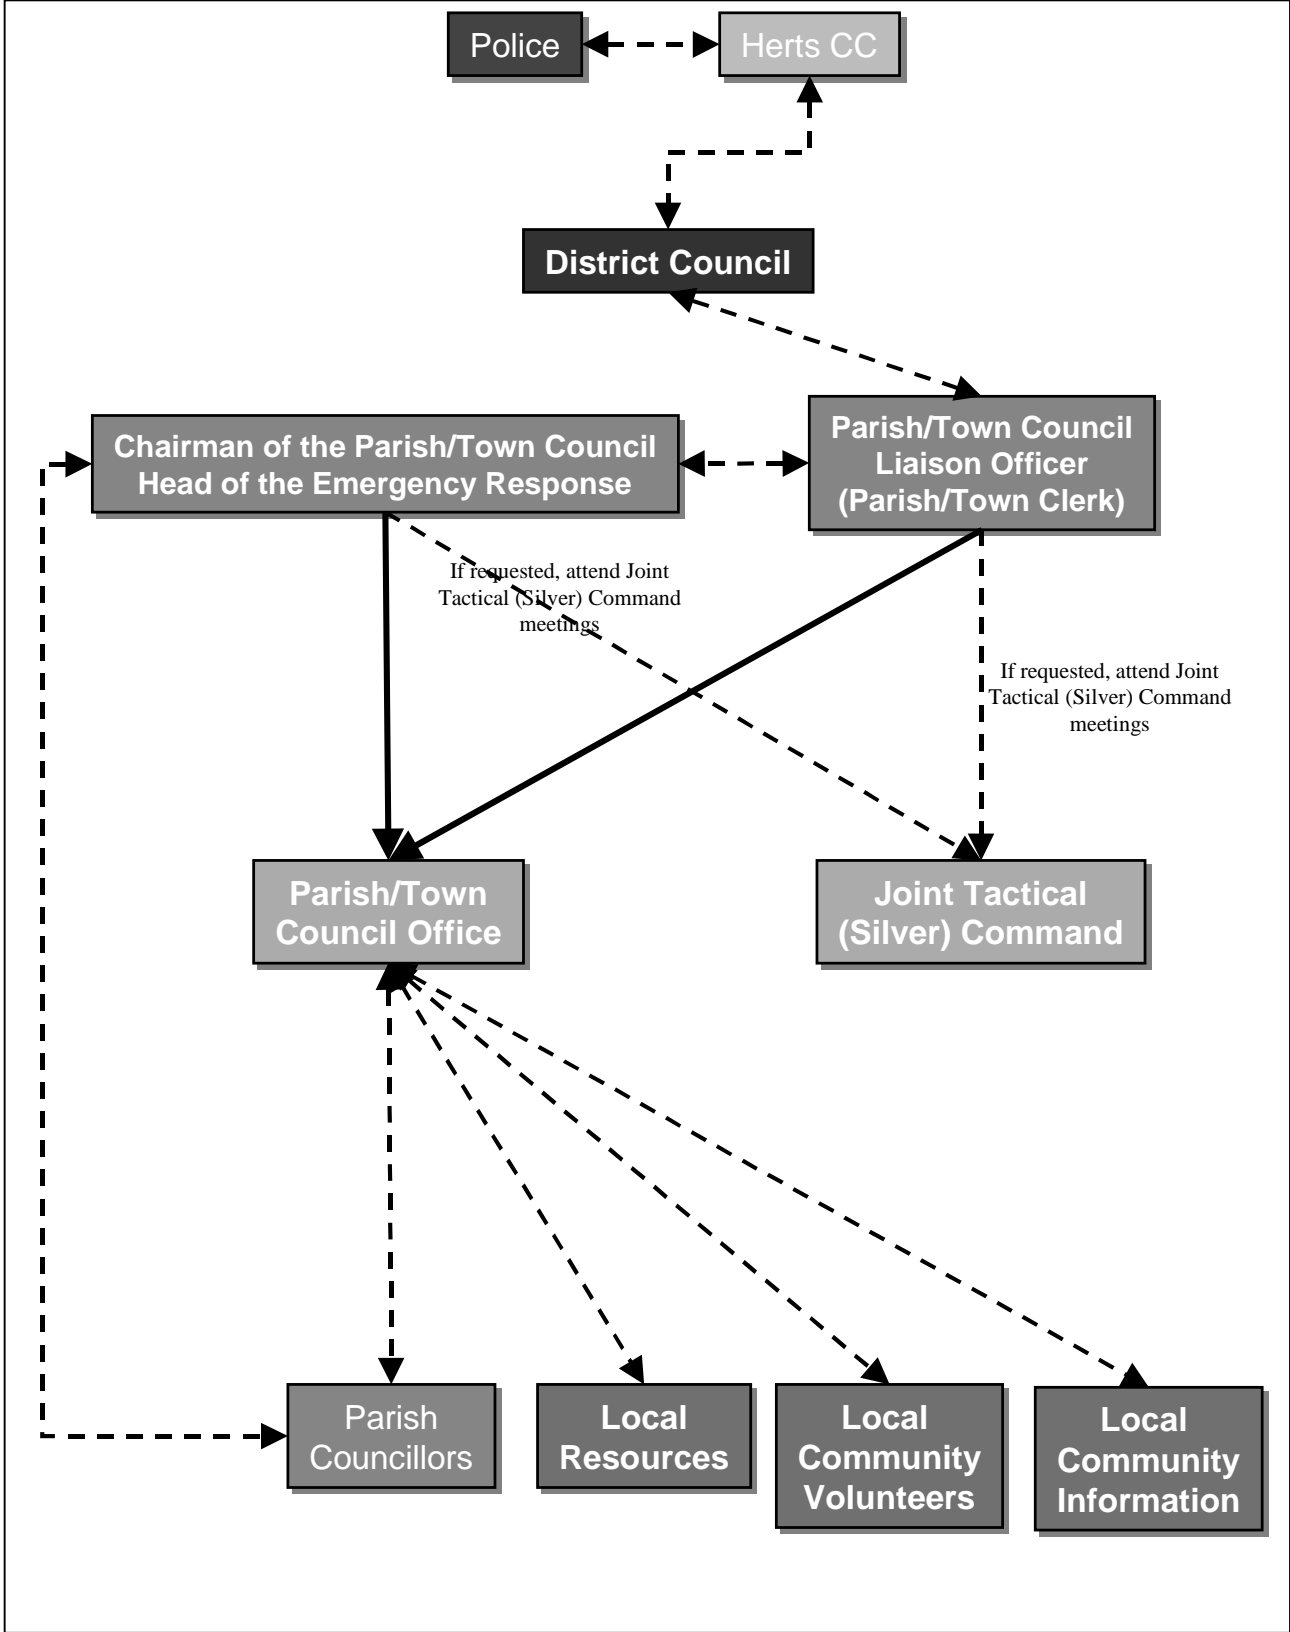 Police
Herts CC
District Council
Chairman of the Parish/Town Council
Head of the Emergency Response
Parish/Town Council
Liaison Officer
(Parish/Town Clerk)
If requested, attend Joint
Tactical (Silver) Command
meetings
If requested, attend Joint
Tactical (Silver) Command
meetings
Parish/Town
Council Office
Joint Tactical
(Silver) Command
Parish
Councillors
Local
Resources
Local
Community
Volunteers
Local
Community
Information